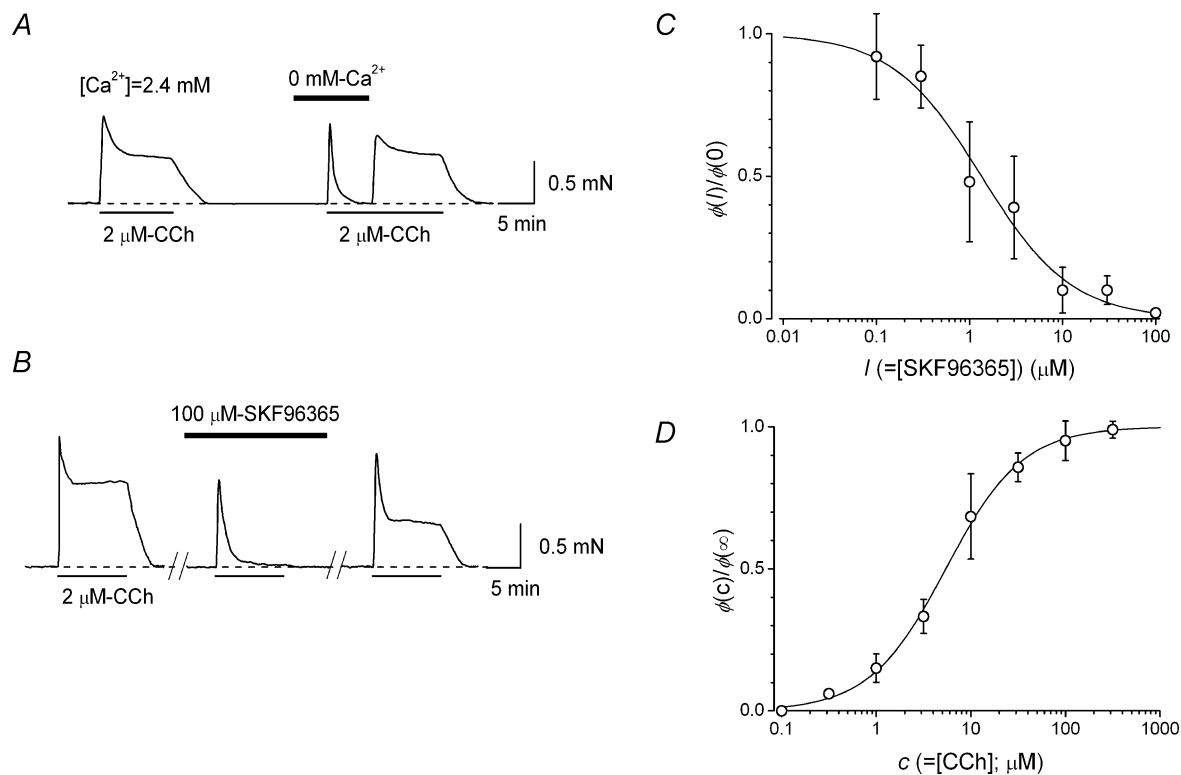 A
[Ca²⁺]=2.4 mM
0 mM-Ca²⁺
0.5 mN
5 min
2 μM-CCh
2 μM-CCh
B
100 μM-SKF96365
0.5 mN
5 min
2 μM-CCh
C
1.0
0.5
0.0
ϕ(l)/ϕ(0)
0.01 0.1 1 10 100
l (=[SKF96365]) (μM)
D
1.0
0.5
0.0
ϕ(c)/ϕ(∞)
0.1 1 10 100 1000
c (=[CCh]; μM)